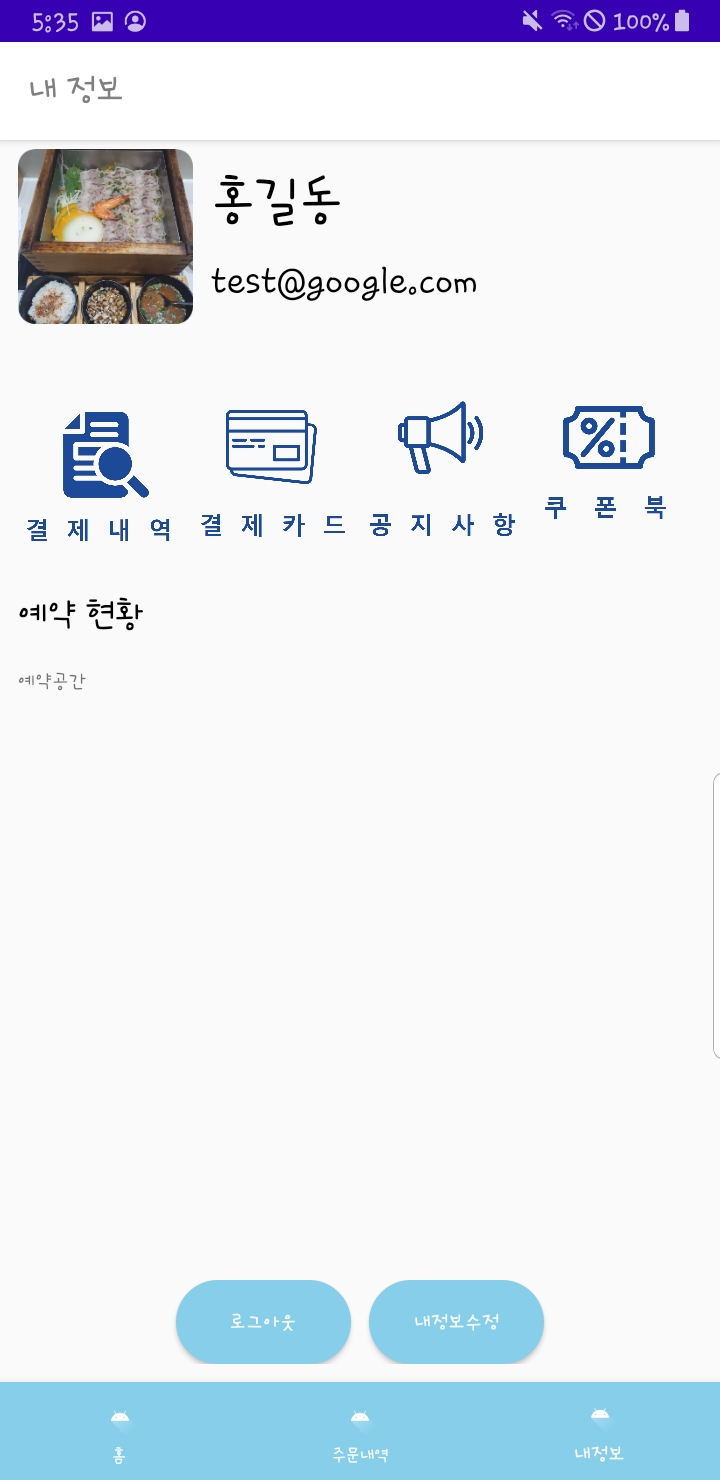 5:35 100%
내 정보
홍길동
test@google.com
결제내역 결제카드 공지사항 쿠폰북
예약 현황
예약공간
로그아웃 내정보수정
홈 주문내역 내정보